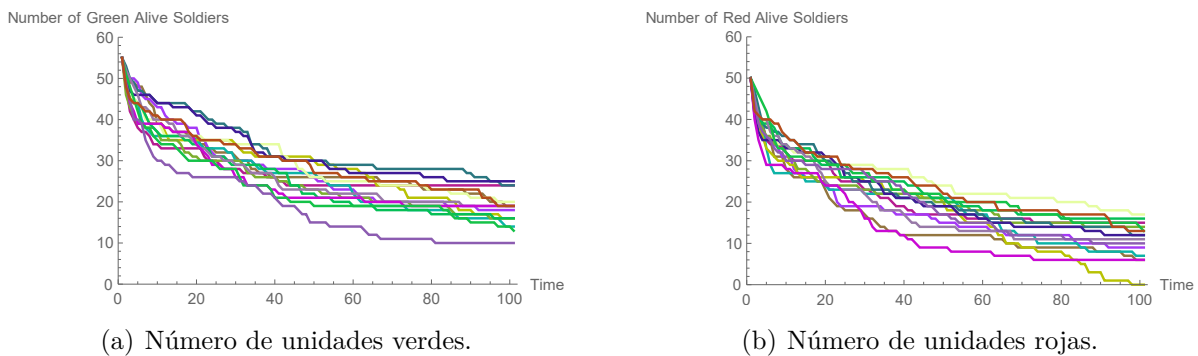 Number of Green Alive Soldiers
60
50
40
30
20
10
0
0 20 40 60 80 100
Time
(a) Número de unidades verdes.
Number of Red Alive Soldiers
60
50
40
30
20
10
0
0 20 40 60 80 100
Time
(b) Número de unidades rojas.